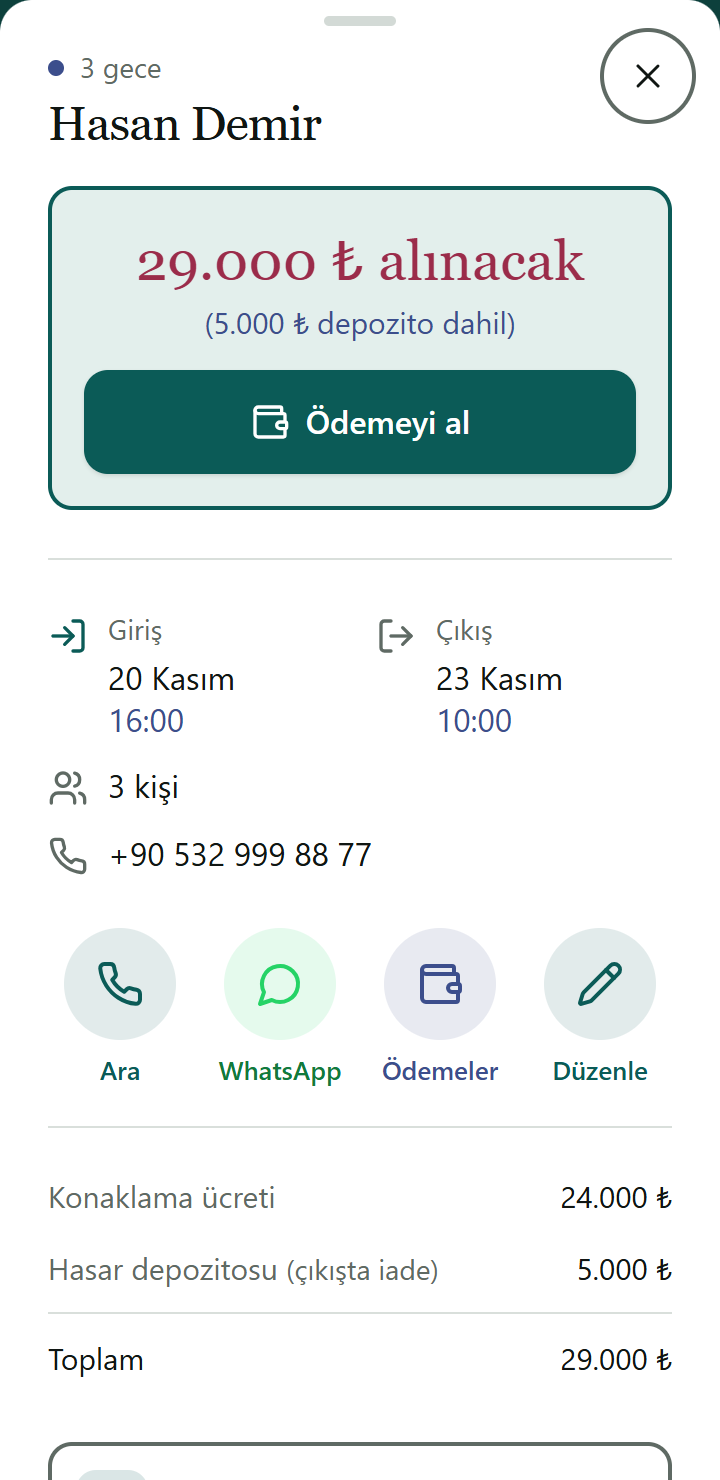 3 gece
Hasan Demir
29.000 ₺ alınacak
(5.000 ₺ depozito dahil)
Ödemeyi al
Giriş
20 Kasım
16:00
Çıkış
23 Kasım
10:00
3 kişi
+90 532 999 88 77
Ara
WhatsApp
Ödemeler
Düzenle
Konaklama ücreti 24.000 ₺
Hasar depozitosu (çıkışta iade) 5.000 ₺
Toplam 29.000 ₺